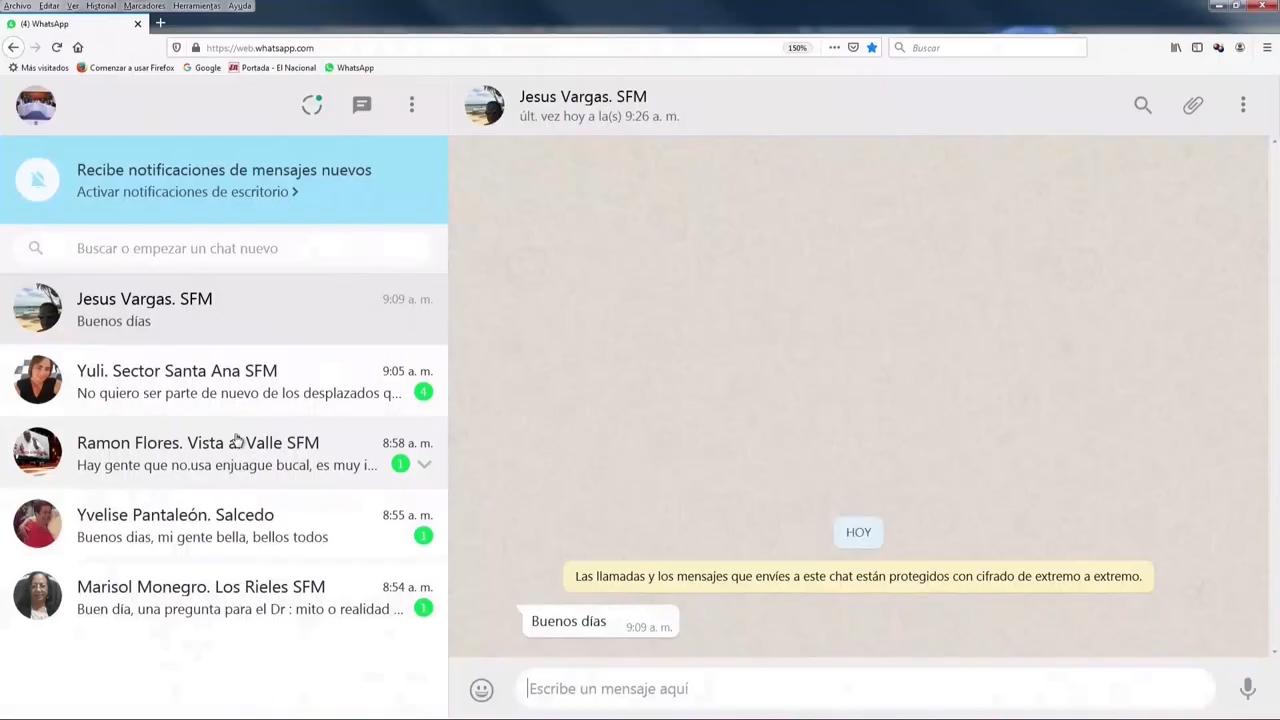 Archivo Editar Ver Historial Marcadores Herramientas Ayuda
(4) WhatsApp
https://web.whatsapp.com
150%
Buscar
Más visitados Comenzar a usar Firefox Google Portada - El Nacional WhatsApp
Recibe notificaciones de mensajes nuevos
Activar notificaciones de escritorio
Buscar o empezar un chat nuevo
Jesus Vargas. SFM 9:09 a. m.
Buenos días
Yuli. Sector Santa Ana SFM 9:05 a. m.
No quiero ser parte de nuevo de los desplazados q... 4
Ramon Flores. Vista al Valle SFM 8:58 a. m.
Hay gente que no.usa enjuague bucal, es muy i... 1
Yvelise Pantaleón. Salcedo 8:55 a. m.
Buenos dias, mi gente bella, bellos todos 1
Marisol Monegro. Los Rieles SFM 8:54 a. m.
Buen día, una pregunta para el Dr : mito o realidad ... 1
Jesus Vargas. SFM
últ. vez hoy a la(s) 9:26 a. m.
HOY
Las llamadas y los mensajes que envíes a este chat están protegidos con cifrado de extremo a extremo.
Buenos días 9:09 a. m.
Escribe un mensaje aquí